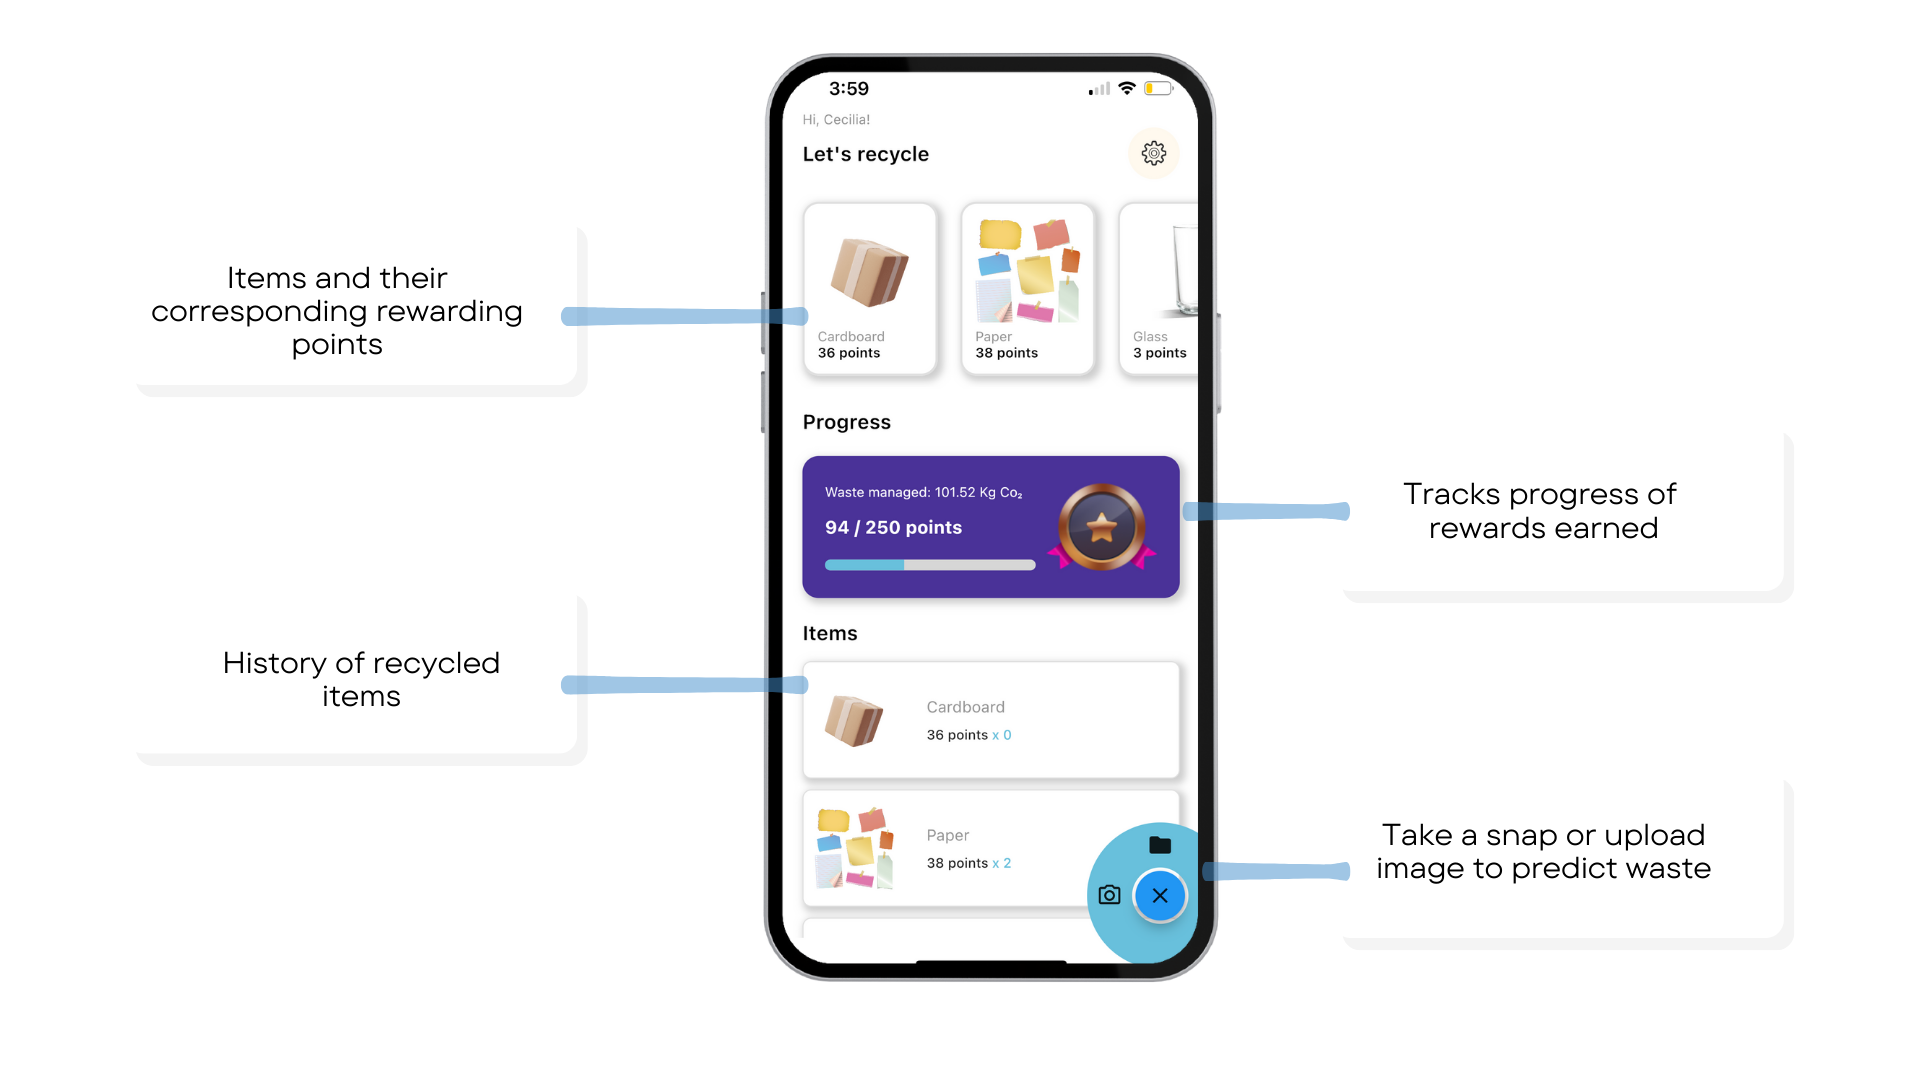 3:59
Hi, Cecilia!
Let's recycle
Cardboard
36 points
Paper
38 points
Glass
3 points
Progress
Waste managed: 101.52 Kg Co₂
94 / 250 points
Items
Cardboard
36 points x 0
Paper
38 points x 2
Items and their
corresponding rewarding
points
History of recycled
items
Tracks progress of
rewards earned
Take a snap or upload
image to predict waste